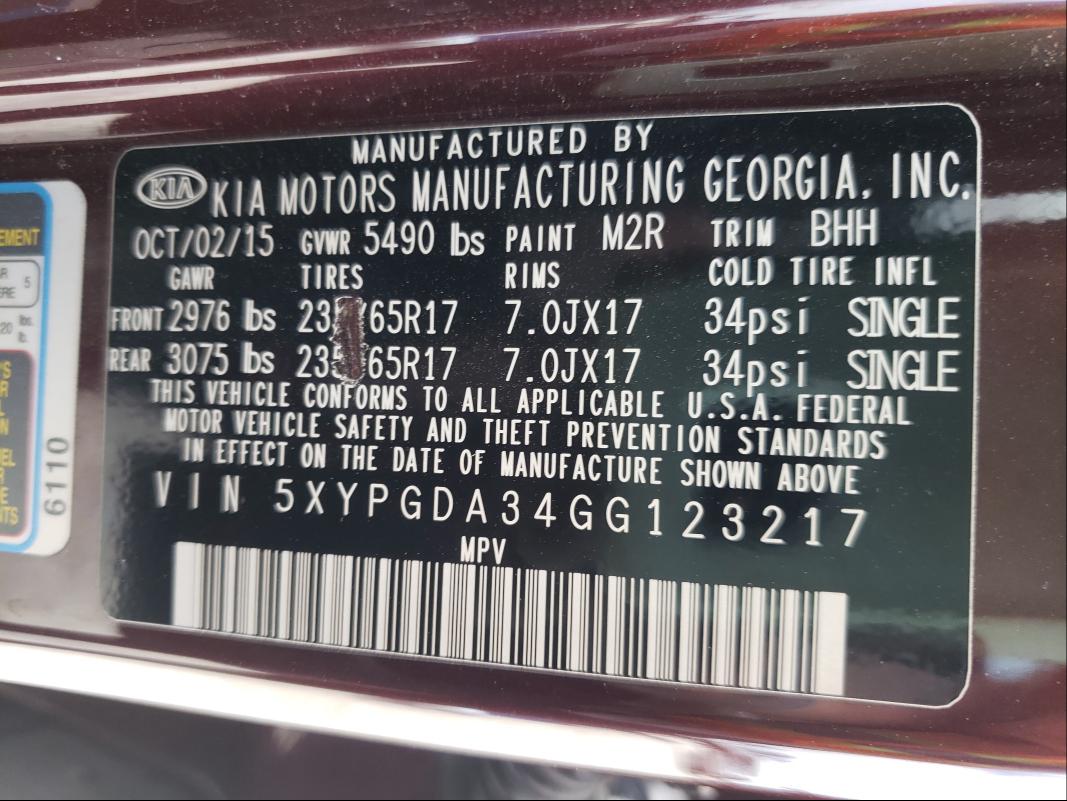 MANUFACTURED BY
KIA KIA MOTORS MANUFACTURING GEORGIA, INC.
OCT/02/15 GVWR 5490 lbs PAINT M2R TRIM BHH
GAWR TIRES RIMS COLD TIRE INFL
FRONT 2976 lbs 7.0JX17 34psi SINGLE
REAR 3075 lbs 7.0JX17 34psi SINGLE
THIS VEHICLE CONFORMS TO ALL APPLICABLE U.S.A. FEDERAL
MOTOR VEHICLE SAFETY AND THEFT PREVENTION STANDARDS
IN EFFECT ON THE DATE OF MANUFACTURE SHOWN ABOVE
VIN 5XYPGDA34GG123217
MPV
6110